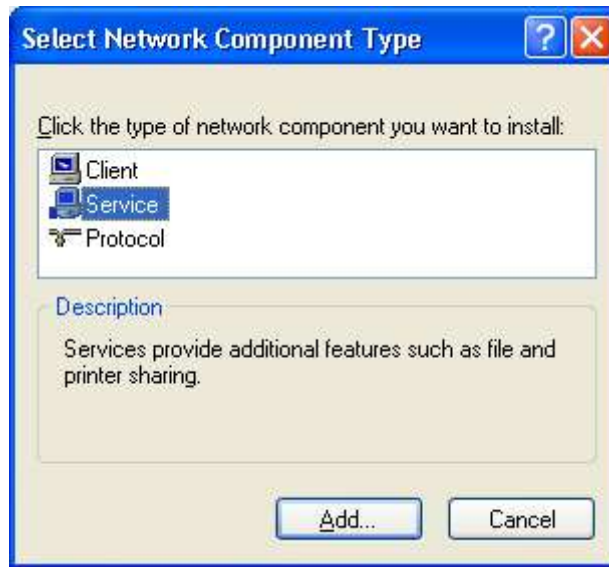 Select Network Component Type
Click the type of network component you want to install:
Client
Service
Protocol
Description
Services provide additional features such as file and
printer sharing.
Add...
Cancel